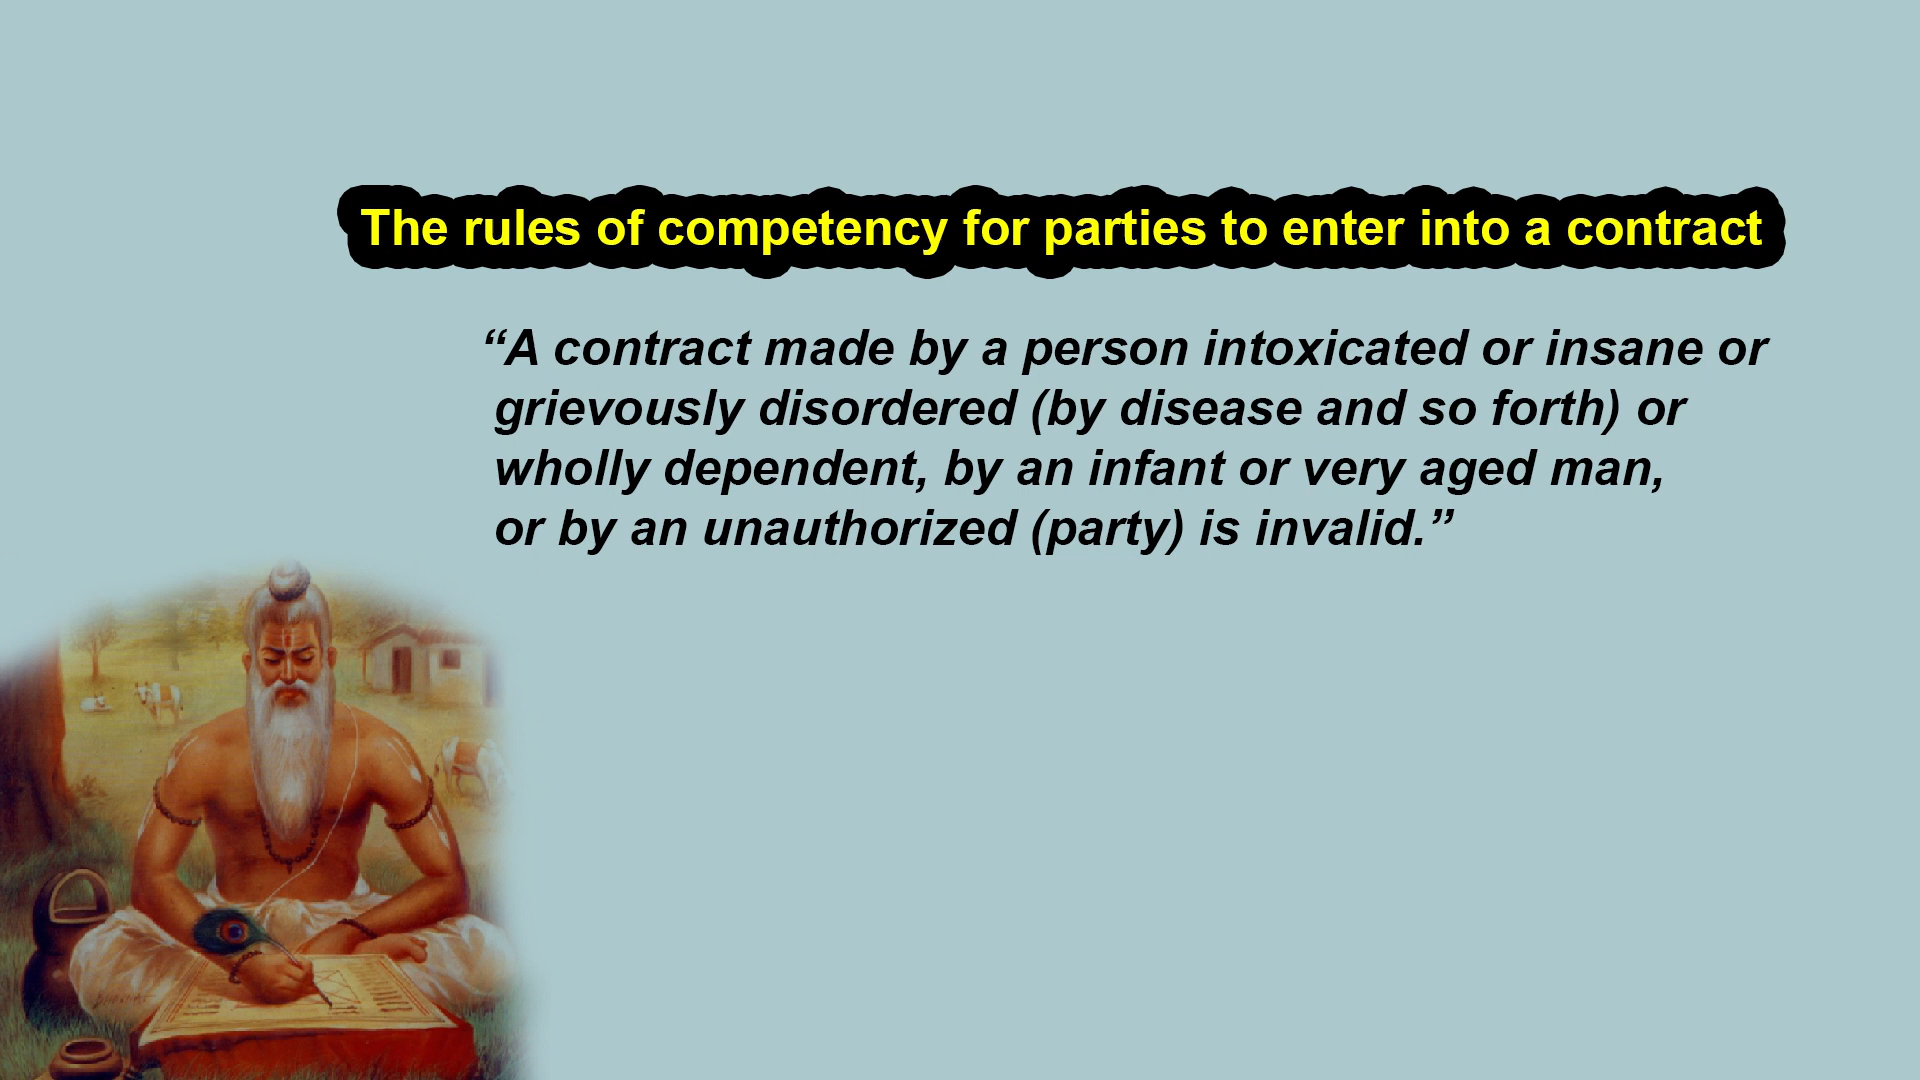 The rules of competency for parties to enter into a contract
“A contract made by a person intoxicated or insane or
grievously disordered (by disease and so forth) or
wholly dependent, by an infant or very aged man,
or by an unauthorized (party) is invalid.”